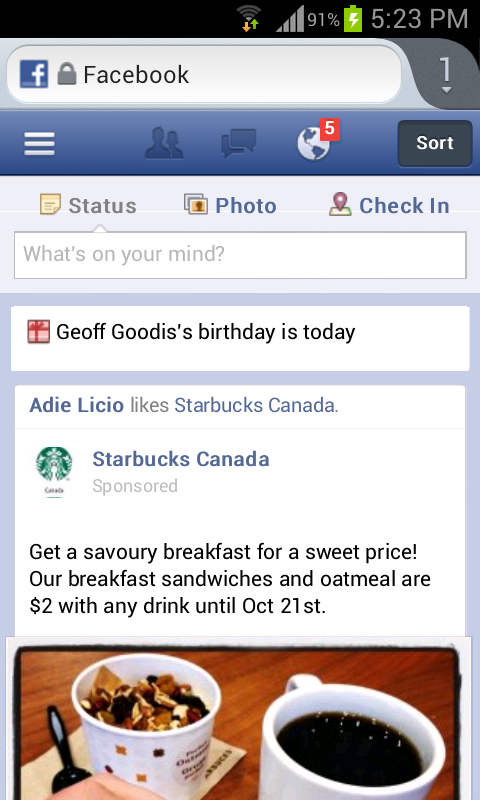 91% 5:23 PM
Facebook 1
5 Sort
Status Photo Check In
What's on your mind?
Geoff Goodis's birthday is today
Adie Licio likes Starbucks Canada.
Starbucks Canada
Canada
Sponsored
Get a savoury breakfast for a sweet price!
Our breakfast sandwiches and oatmeal are
$2 with any drink until Oct 21st.